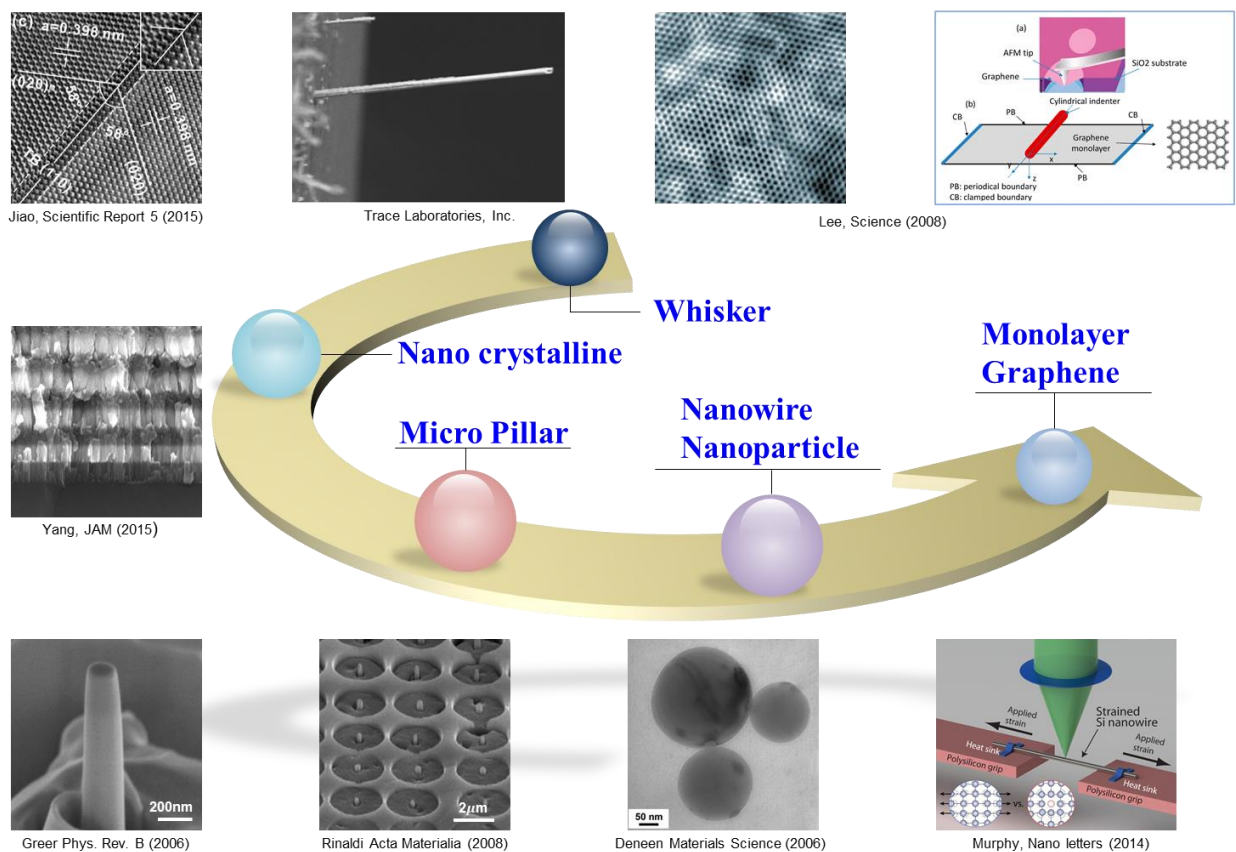 (c) a=0.398 nm
(020)
58°
58°
a=0.398 nm
(020)
TB(110)
Jiao, Scientific Report 5 (2015)
Trace Laboratories, Inc.
(a)
AFM tip
Graphene
SiO2 substrate
(b)
Cylindrical indenter
CB
PB
CB
Graphene
monolayer
X
Y
Z
PB
PB: periodical boundary
CB: clamped boundary
Lee, Science (2008)
Whisker
Nano crystalline
Monolayer
Graphene
Micro Pillar
Nanowire
Nanoparticle
Yang, JAM (2015)
200nm
Greer Phys. Rev. B (2006)
2μm
Rinaldi Acta Materialia (2008)
50 nm
Deneen Materials Science (2006)
Applied
strain
Strained
Si nanowire
Applied
strain
Heat sink
Polysilicon grip
Heat sink
Polysilicon grip
vs.
Murphy, Nano letters (2014)